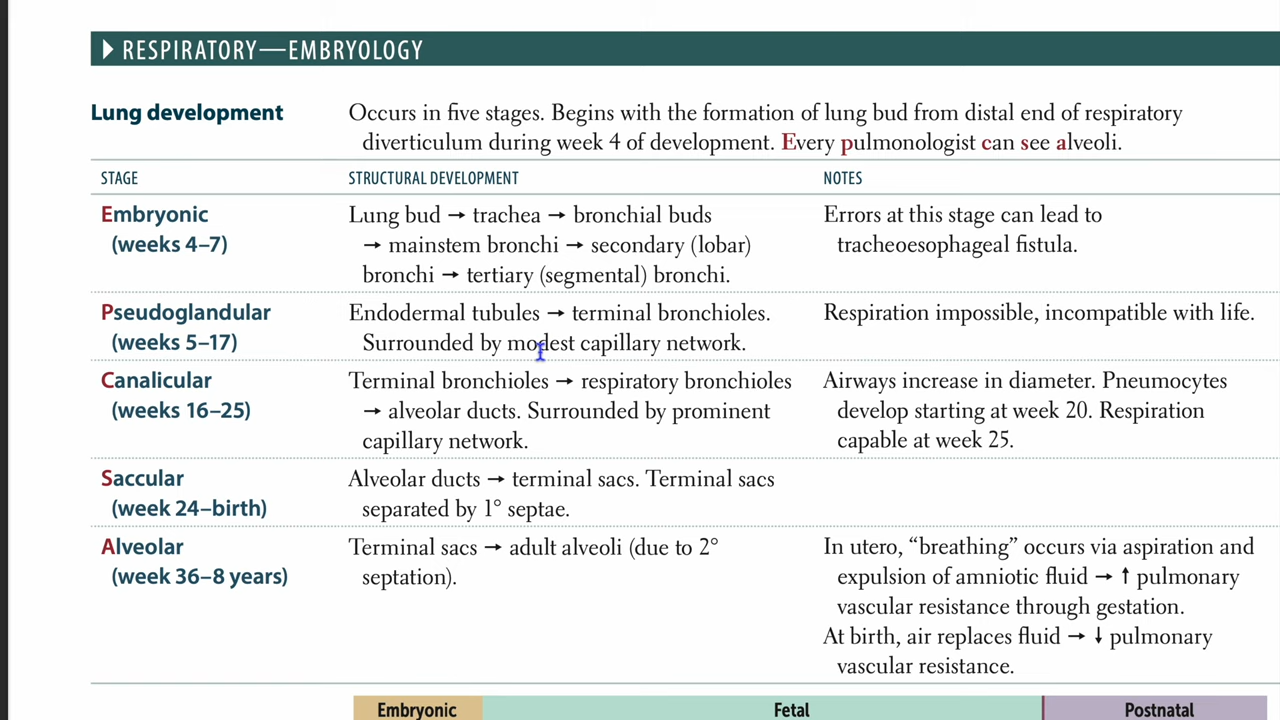 ▶ RESPIRATORY—EMBRYOLOGY
Lung development
Occurs in five stages. Begins with the formation of lung bud from distal end of respiratory
diverticulum during week 4 of development. Every pulmonologist can see alveoli.
STAGE
STRUCTURAL DEVELOPMENT
NOTES
Embryonic
(weeks 4–7)
Lung bud → trachea → bronchial buds
→ mainstem bronchi → secondary (lobar)
bronchi → tertiary (segmental) bronchi.
Errors at this stage can lead to
tracheoesophageal fistula.
Pseudoglandular
(weeks 5–17)
Endodermal tubules → terminal bronchioles.
Surrounded by modest capillary network.
Respiration impossible, incompatible with life.
Canalicular
(weeks 16–25)
Terminal bronchioles → respiratory bronchioles
→ alveolar ducts. Surrounded by prominent
capillary network.
Airways increase in diameter. Pneumocytes
develop starting at week 20. Respiration
capable at week 25.
Saccular
(week 24–birth)
Alveolar ducts → terminal sacs. Terminal sacs
separated by 1° septae.
Alveolar
(week 36–8 years)
Terminal sacs → adult alveoli (due to 2°
septation).
In utero, “breathing” occurs via aspiration and
expulsion of amniotic fluid → ↑ pulmonary
vascular resistance through gestation.
At birth, air replaces fluid → ↓ pulmonary
vascular resistance.
Embryonic
Fetal
Postnatal